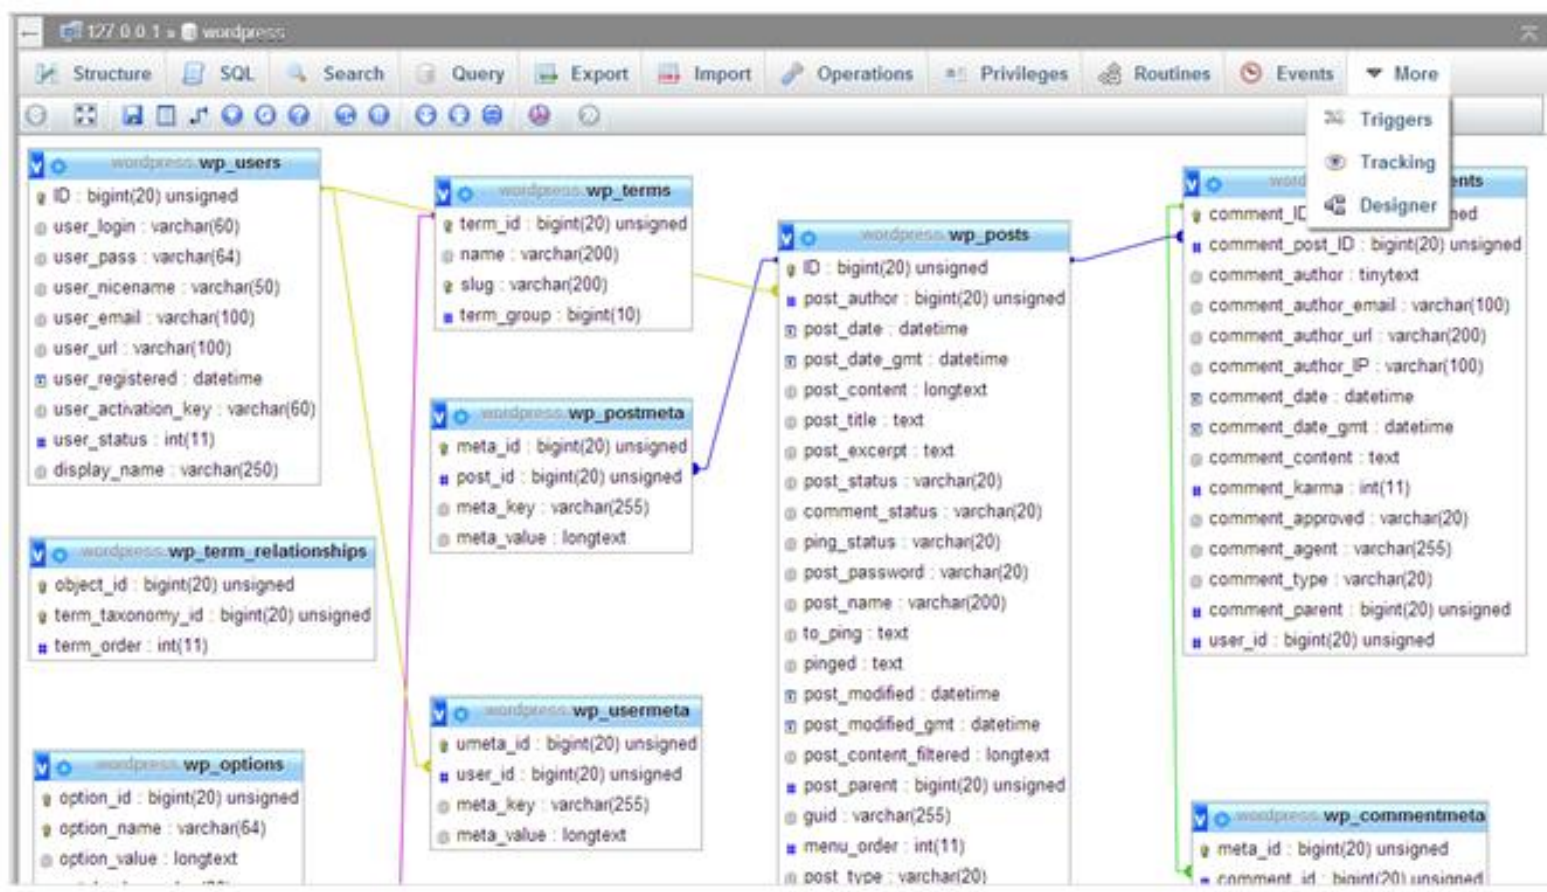 127.0.0.1 » wordpress
Structure SQL Search Query Export Import Operations Privileges Routines Events More
Triggers
Tracking
Designer
wordpress.wp_users
ID : bigint(20) unsigned
user_login : varchar(60)
user_pass : varchar(64)
user_nicename : varchar(50)
user_email : varchar(100)
user_url : varchar(100)
user_registered : datetime
user_activation_key : varchar(60)
user_status : int(11)
display_name : varchar(250)
wordpress.wp_term_relationships
object_id : bigint(20) unsigned
term_taxonomy_id : bigint(20) unsigned
term_order : int(11)
wordpress.wp_options
option_id : bigint(20) unsigned
option_name : varchar(64)
option_value : longtext
wordpress.wp_terms
term_id : bigint(20) unsigned
name : varchar(200)
slug : varchar(200)
term_group : bigint(10)
wordpress.wp_postmeta
meta_id : bigint(20) unsigned
post_id : bigint(20) unsigned
meta_key : varchar(255)
meta_value : longtext
wordpress.wp_usermeta
umeta_id : bigint(20) unsigned
user_id : bigint(20) unsigned
meta_key : varchar(255)
meta_value : longtext
wordpress.wp_posts
ID : bigint(20) unsigned
post_author : bigint(20) unsigned
post_date : datetime
post_date_gmt : datetime
post_content : longtext
post_title : text
post_excerpt : text
post_status : varchar(20)
comment_status : varchar(20)
ping_status : varchar(20)
post_password : varchar(20)
post_name : varchar(200)
to_ping : text
pinged : text
post_modified : datetime
post_modified_gmt : datetime
post_content_filtered : longtext
post_parent : bigint(20) unsigned
guid : varchar(255)
menu_order : int(11)
post_type : varchar(20)
word ents
comment_ID ned
comment_post_ID : bigint(20) unsigned
comment_author : tinytext
comment_author_email : varchar(100)
comment_author_url : varchar(200)
comment_author_IP : varchar(100)
comment_date : datetime
comment_date_gmt : datetime
comment_content : text
comment_karma : int(11)
comment_approved : varchar(20)
comment_agent : varchar(255)
comment_type : varchar(20)
comment_parent : bigint(20) unsigned
user_id : bigint(20) unsigned
wordpress.wp_commentmeta
meta_id : bigint(20) unsigned
comment_id : bigint(20) unsigned